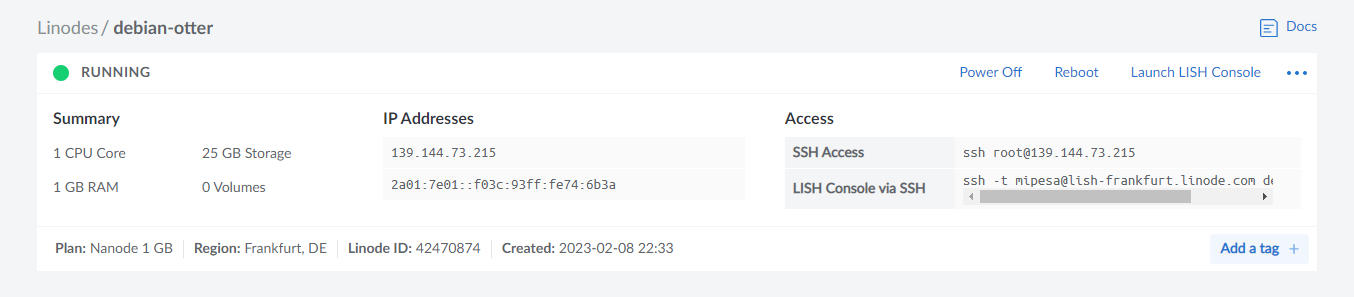 Linodes / debian-otter
Docs
RUNNING
Power Off Reboot Launch LISH Console
Summary
1 CPU Core 25 GB Storage
1 GB RAM 0 Volumes
IP Addresses
139.144.73.215
2a01:7e01::f03c:93ff:fe74:6b3a
Access
SSH Access ssh root@139.144.73.215
LISH Console via SSH ssh -t mipesa@lish-frankfurt.linode.com de
Plan: Nanode 1 GB Region: Frankfurt, DE Linode ID: 42470874 Created: 2023-02-08 22:33
Add a tag +